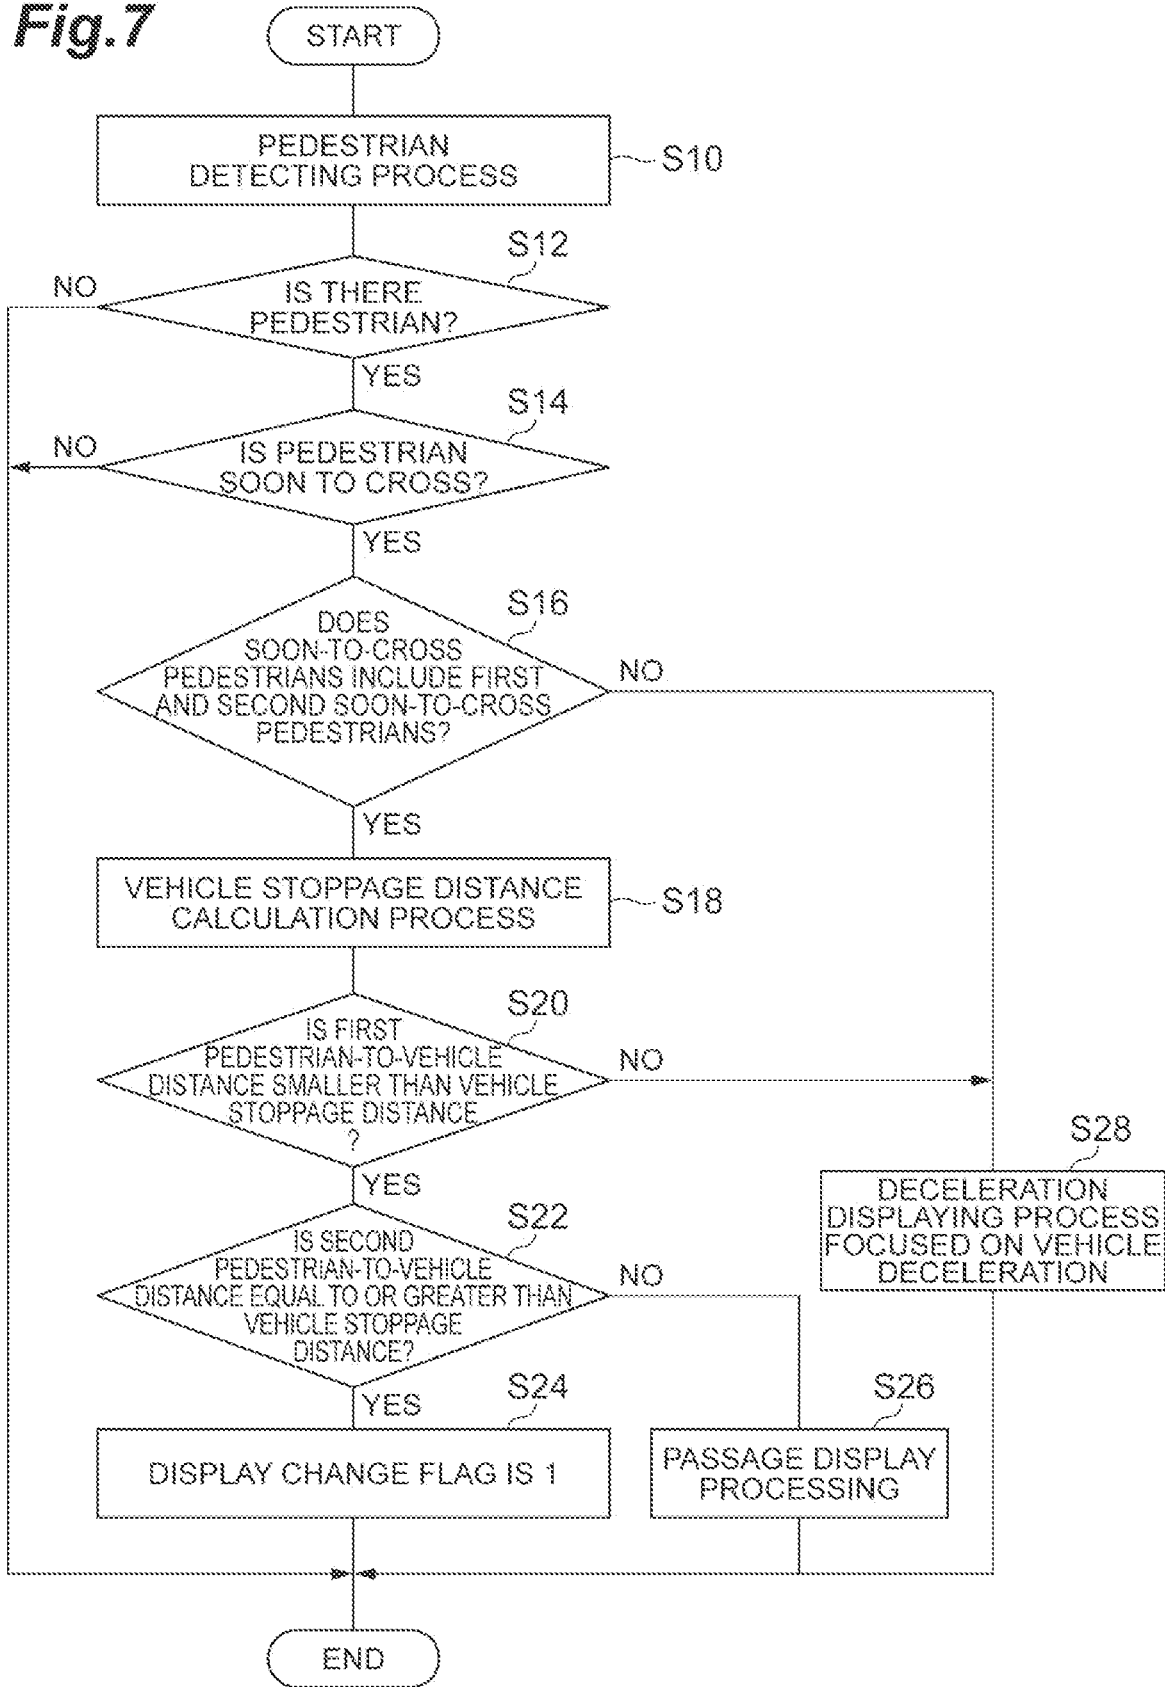 Fig.7
START
PEDESTRIAN
DETECTING PROCESS
S10
S12
NO
IS THERE
PEDESTRIAN?
YES
S14
NO
IS PEDESTRIAN
SOON TO CROSS?
YES
S16
DOES
SOON-TO-CROSS
PEDESTRIANS INCLUDE FIRST
AND SECOND SOON-TO-CROSS
PEDESTRIANS?
NO
YES
VEHICLE STOPPAGE DISTANCE
CALCULATION PROCESS
S18
S20
IS FIRST
PEDESTRIAN-TO-VEHICLE
DISTANCE SMALLER THAN VEHICLE
STOPPAGE DISTANCE
?
NO
YES
S28
DECELERATION
DISPLAYING PROCESS
FOCUSED ON VEHICLE
DECELERATION
S22
IS SECOND
PEDESTRIAN-TO-VEHICLE
DISTANCE EQUAL TO OR GREATER THAN
VEHICLE STOPPAGE
DISTANCE?
NO
YES
S24
DISPLAY CHANGE FLAG IS 1
S26
PASSAGE DISPLAY
PROCESSING
END